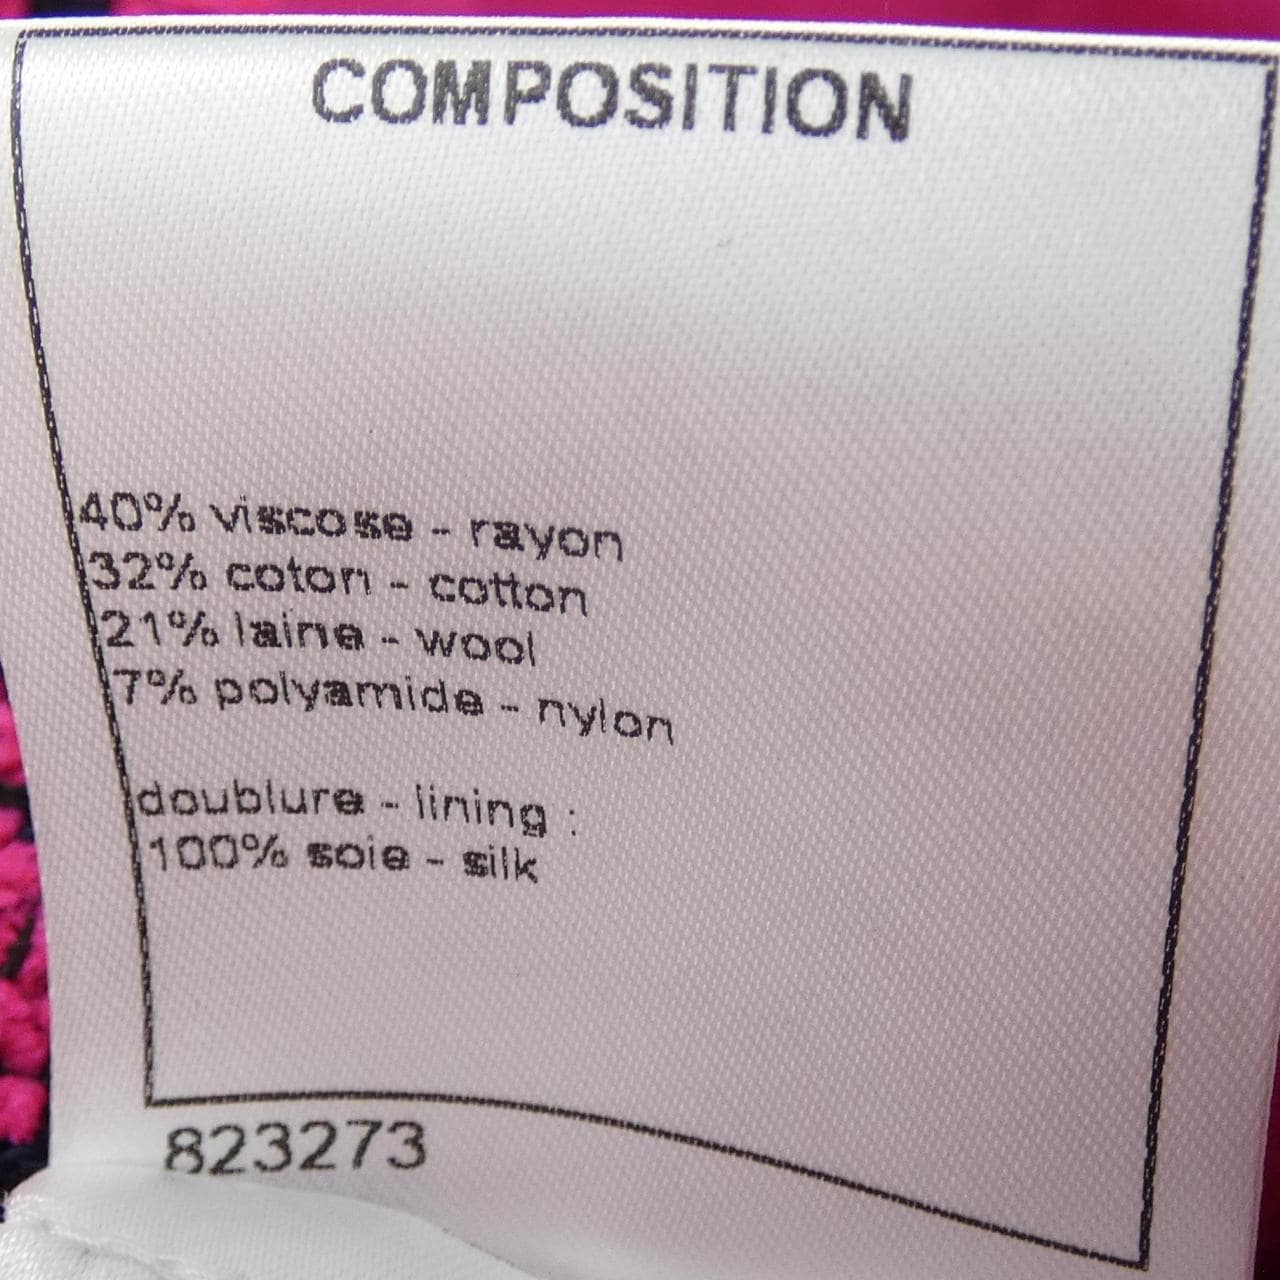 COMPOSITION
40% viscose - rayon
32% coton - cotton
21% laine - wool
7% polyamide - nylon
doublure - lining :
100% soie - silk
823273